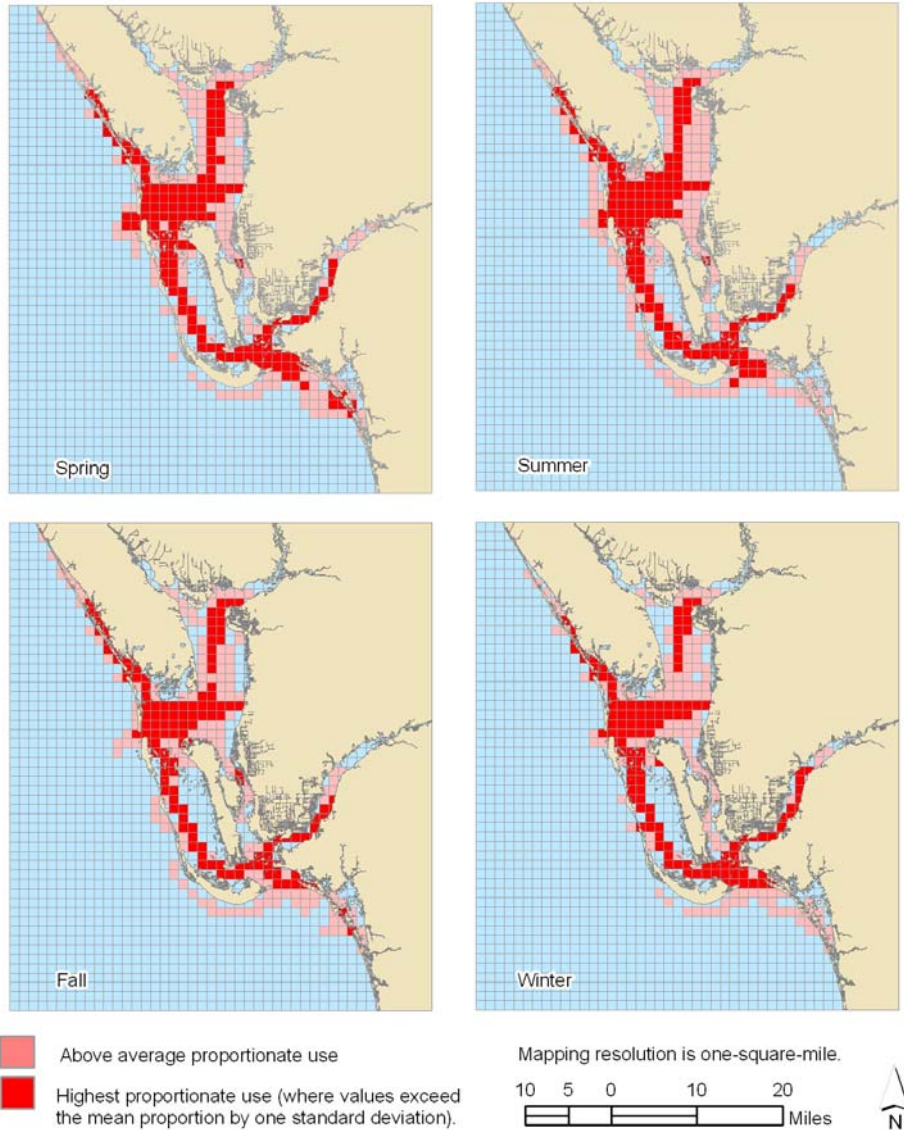 Spring
Summer
Fall
Winter
Above average proportionate use
Highest proportionate use (where values exceed
the mean proportion by one standard deviation).
Mapping resolution is one-square-mile.
10 5 0 10 20
Miles
N